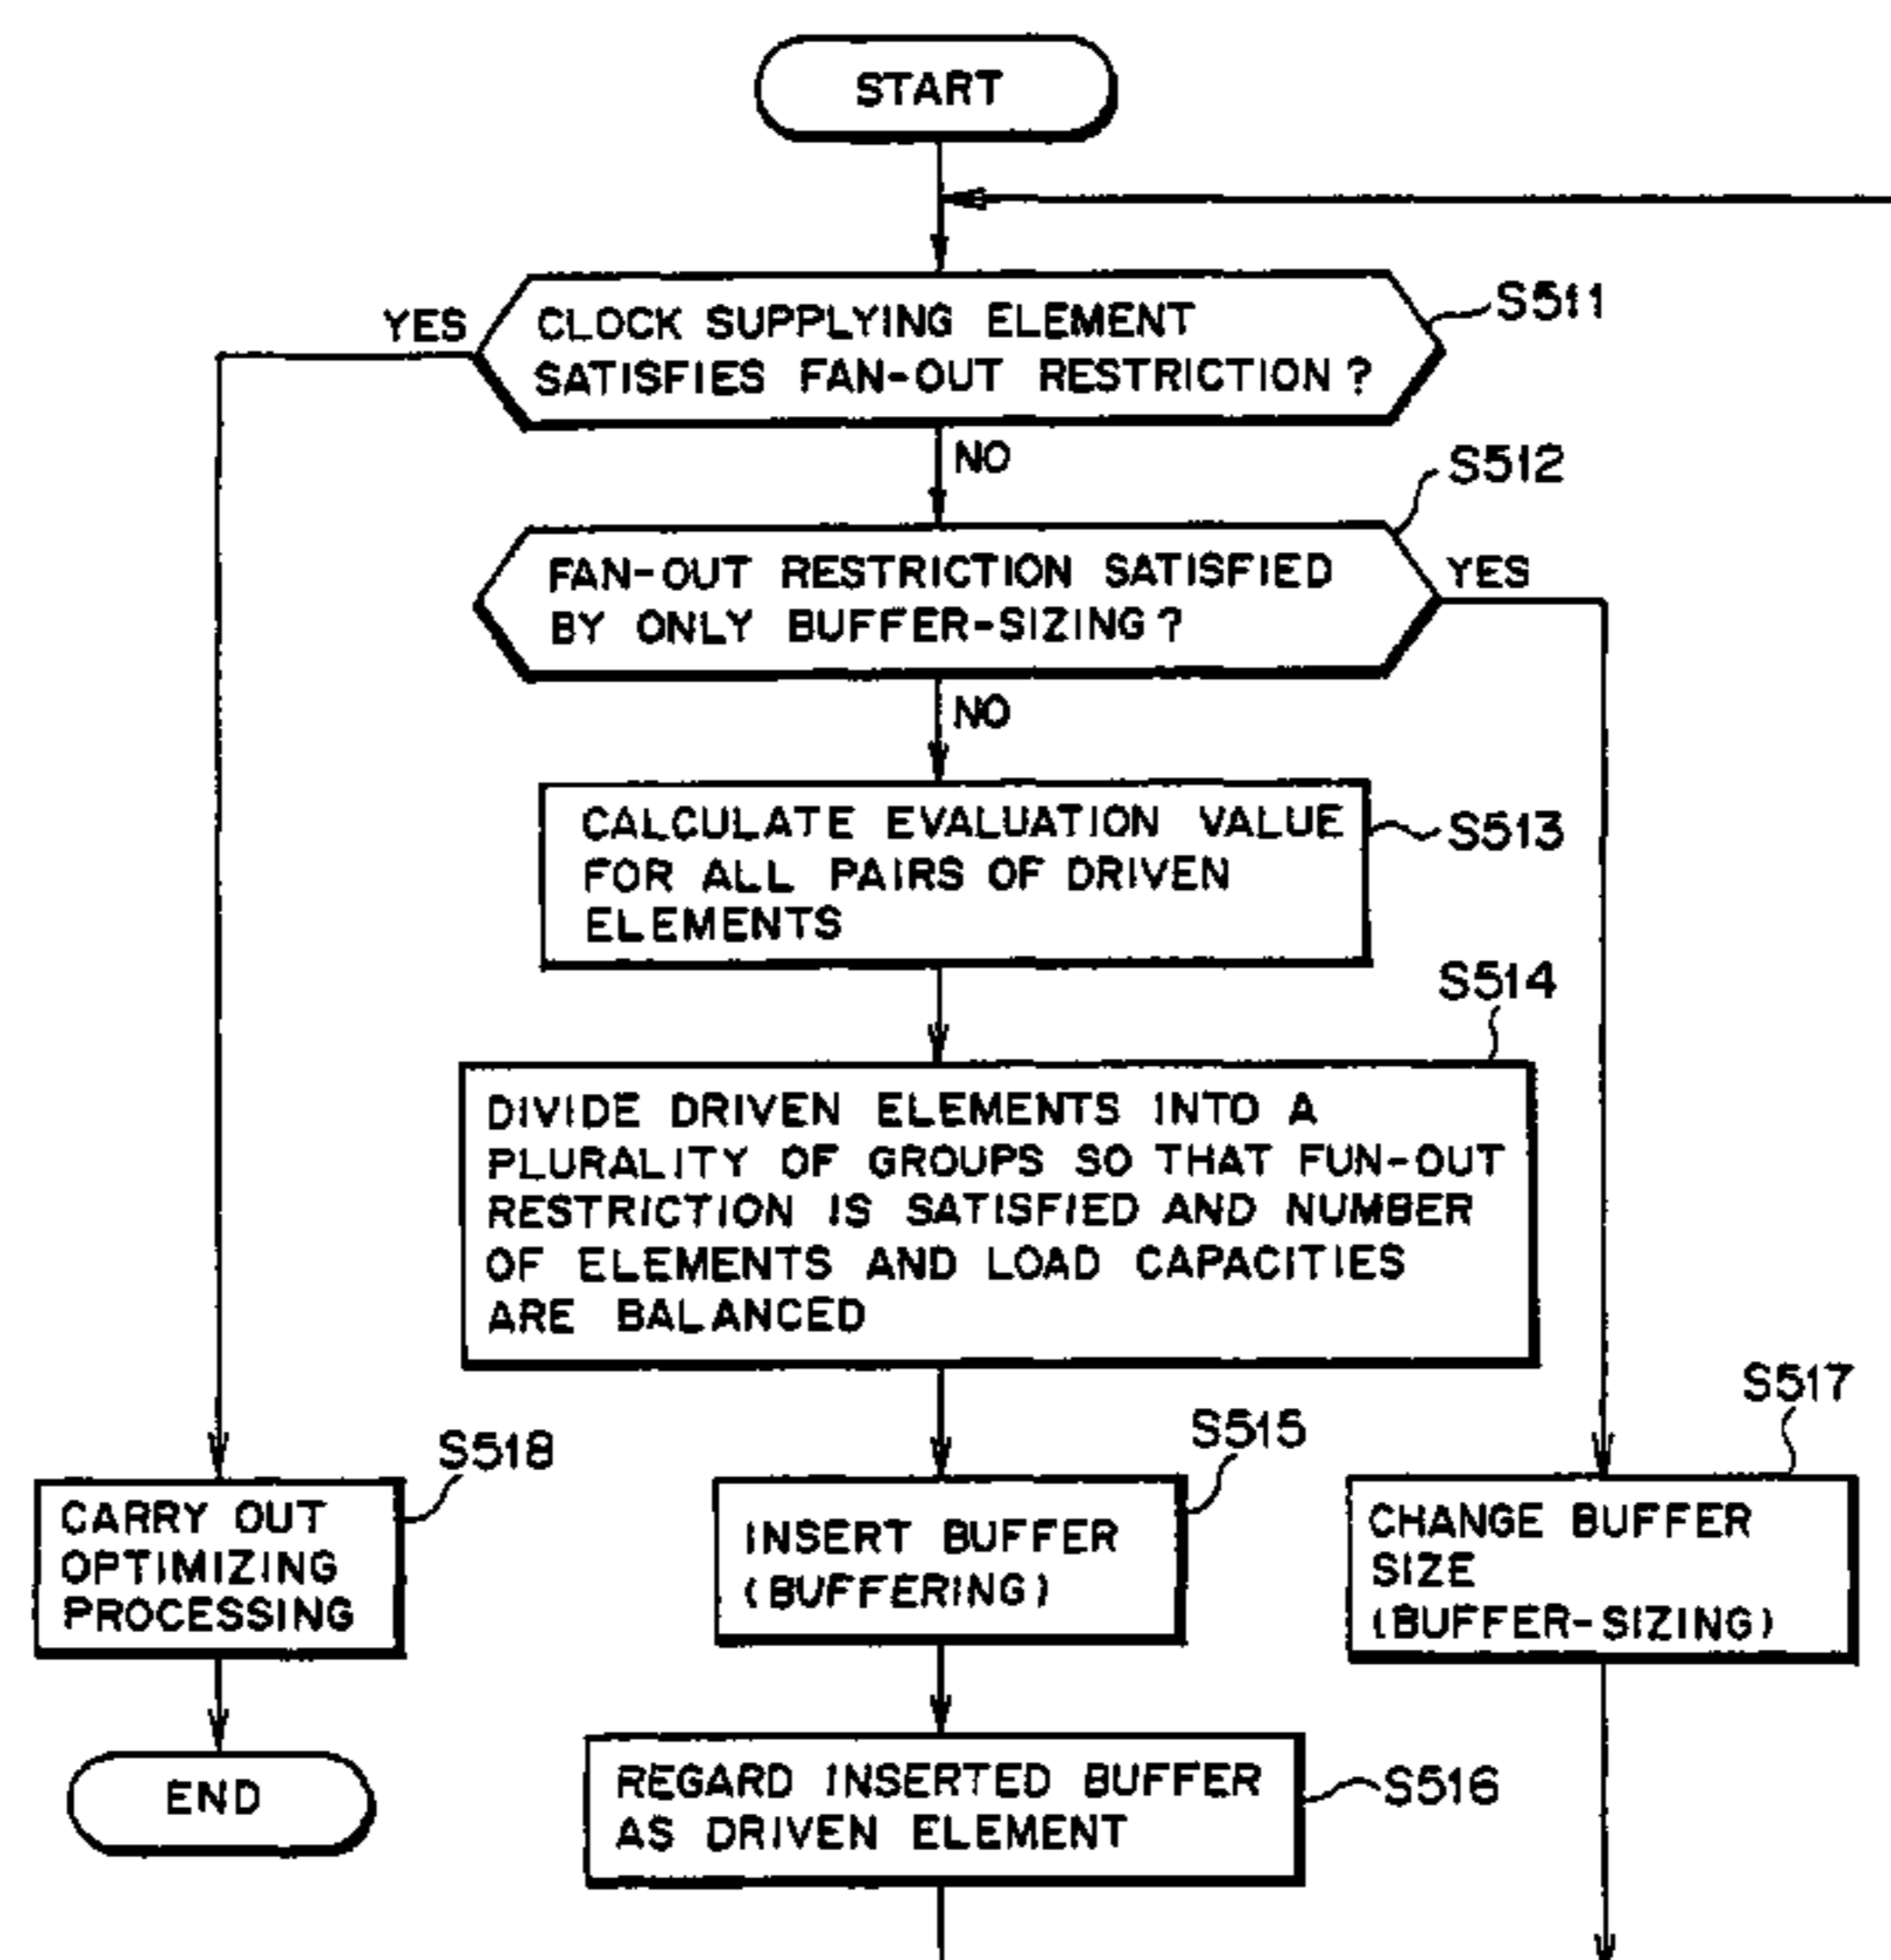 START
YES
CLOCK SUPPLYING ELEMENT
SATISFIES FAN-OUT RESTRICTION?
S511
NO
S512
FAN-OUT RESTRICTION SATISFIED
BY ONLY BUFFER-SIZING?
YES
NO
CALCULATE EVALUATION VALUE
FOR ALL PAIRS OF DRIVEN
ELEMENTS
S513
S514
DIVIDE DRIVEN ELEMENTS INTO A
PLURALITY OF GROUPS SO THAT FUN-OUT
RESTRICTION IS SATISFIED AND NUMBER
OF ELEMENTS AND LOAD CAPACITIES
ARE BALANCED
S518
CARRY OUT
OPTIMIZING
PROCESSING
S515
INSERT BUFFER
(BUFFERING)
S517
CHANGE BUFFER
SIZE
(BUFFER-SIZING)
END
REGARD INSERTED BUFFER
AS DRIVEN ELEMENT
S516